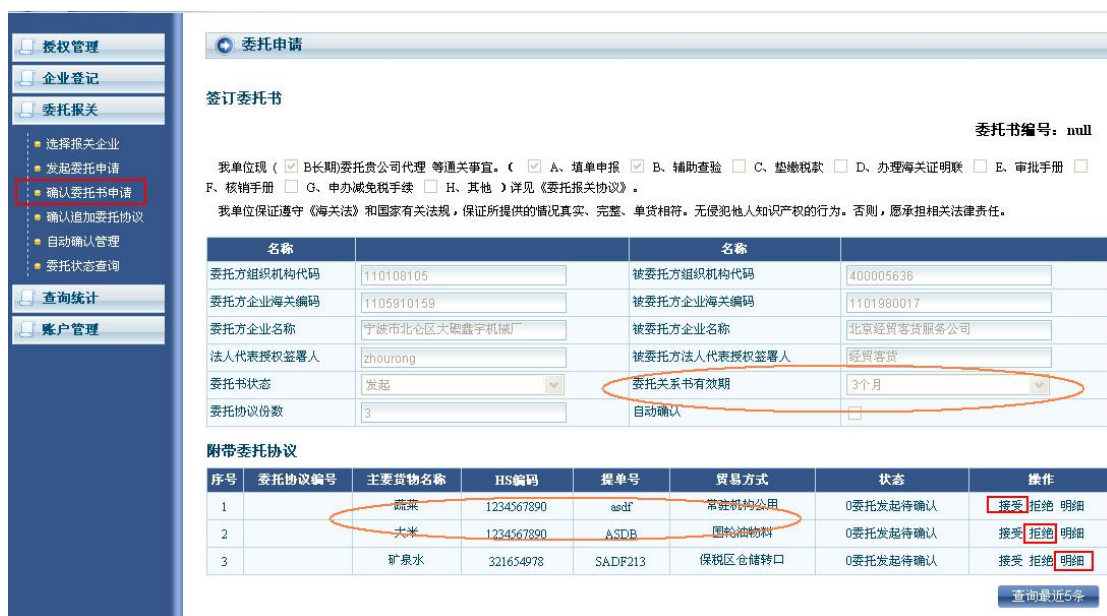 授权管理
企业登记
委托报关
选择报关企业
发起委托申请
确认委托书申请
确认追加委托协议
自动确认管理
委托状态查询
查询统计
账户管理
委托申请
签订委托书
委托书编号：null
我单位现（ B长期委托贵公司代理 等通关事宜。（ A、填单申报 B、辅助查验 C、垫缴税款 D、办理海关证明联 E、审批手册
F、核销手册 G、申办减免税手续 H、其他 ）详见《委托报关协议》。
我单位保证遵守《海关法》和国家有关法规，保证所提供的情况真实、完整、单货相符。无侵犯他人知识产权的行为。否则，愿承担相关法律责任。
名称 名称
委托方组织机构代码 110108105 被委托方组织机构代码 400005636
委托方企业海关编码 1105910159 被委托方企业海关编码 1101980017
委托方企业名称 宁波市北仑区大碶鑫宇机械厂 被委托方企业名称 北京经贸客货服务公司
法人代表授权签署人 zhourong 被委托方法人代表授权签署人 经贸客货
委托书状态 发起 委托关系书有效期 3个月
委托协议份数 3 自动确认
附带委托协议
序号 委托协议编号 主要货物名称 HS编码 提单号 贸易方式 状态 操作
1 蔬菜 1234567890 asdf 常驻机构公用 0委托发起待确认 接受 拒绝 明细
2 大米 1234567890 ASDB 国轮油物料 0委托发起待确认 接受 拒绝 明细
3 矿泉水 321654978 SADF213 保税区仓储转口 0委托发起待确认 接受 拒绝 明细
查询最近5条